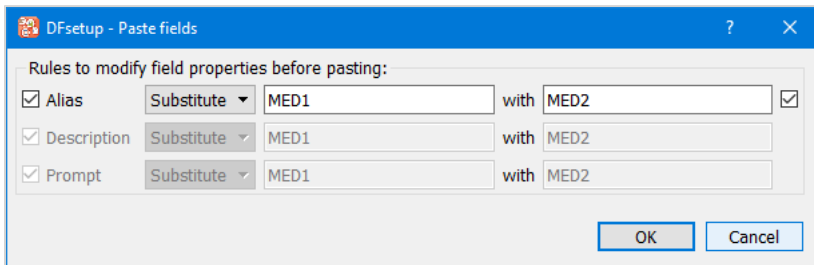 DFsetup - Paste fields ?
Rules to modify field properties before pasting:
Alias Substitute MED1 with MED2
Description Substitute MED1 with MED2
Prompt Substitute MED1 with MED2
OK Cancel